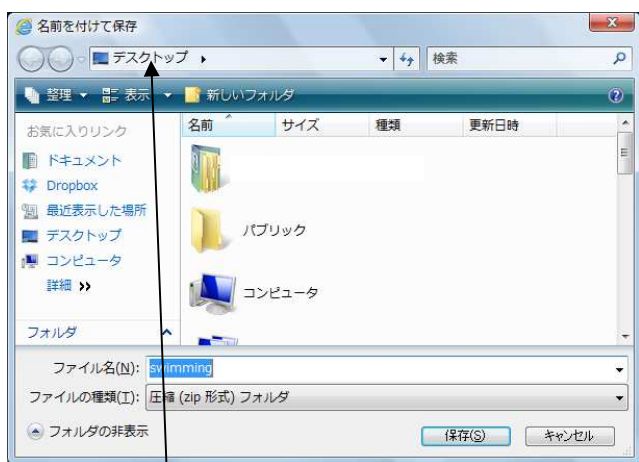 名前を付けて保存
デスクトップ
検索
整理 表示 新しいフォルダ
お気に入りリンク
ドキュメント
Dropbox
最近表示した場所
デスクトップ
コンピュータ
詳細
フォルダ
名前 サイズ 種類 更新日時
パブリック
コンピュータ
ファイル名(N): swimming
ファイルの種類(T): 圧縮 (zip 形式) フォルダ
フォルダの非表示
保存(S) キャンセル